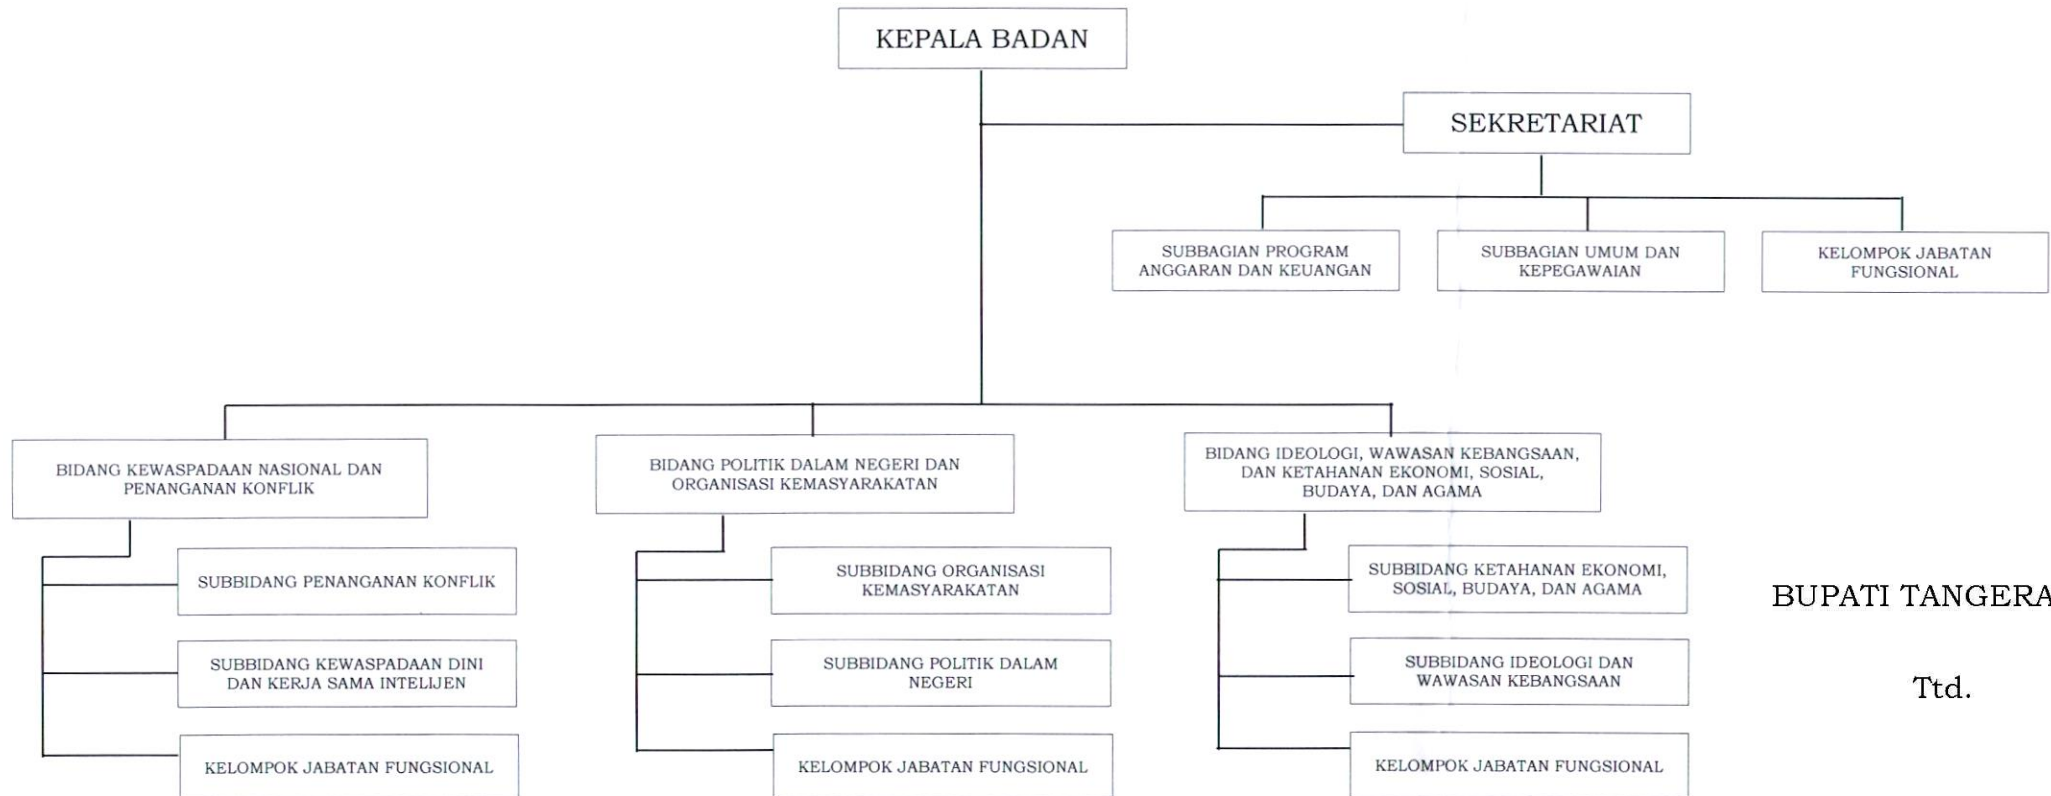 KEPALA BADAN
SEKRETARIAT
SUBBAGIAN PROGRAM
ANGGARAN DAN KEUANGAN
SUBBAGIAN UMUM DAN
KEPEGAWAIAN
KELOMPOK JABATAN
FUNGSIONAL
BIDANG KEWASPADAAN NASIONAL DAN
PENANGANAN KONFLIK
BIDANG POLITIK DALAM NEGERI DAN
ORGANISASI KEMASYARAKATAN
BIDANG IDEOLOGI, WAWASAN KEBANGSAAN,
DAN KETAHANAN EKONOMI, SOSIAL,
BUDAYA, DAN AGAMA
SUBBIDANG PENANGANAN KONFLIK
SUBBIDANG KEWASPADAAN DINI
DAN KERJA SAMA INTELIJEN
KELOMPOK JABATAN FUNGSIONAL
SUBBIDANG ORGANISASI
KEMASYARAKATAN
SUBBIDANG POLITIK DALAM
NEGERI
KELOMPOK JABATAN FUNGSIONAL
SUBBIDANG KETAHANAN EKONOMI,
SOSIAL, BUDAYA, DAN AGAMA
SUBBIDANG IDEOLOGI DAN
WAWASAN KEBANGSAAN
KELOMPOK JABATAN FUNGSIONAL
BUPATI TANGERA
Ttd.